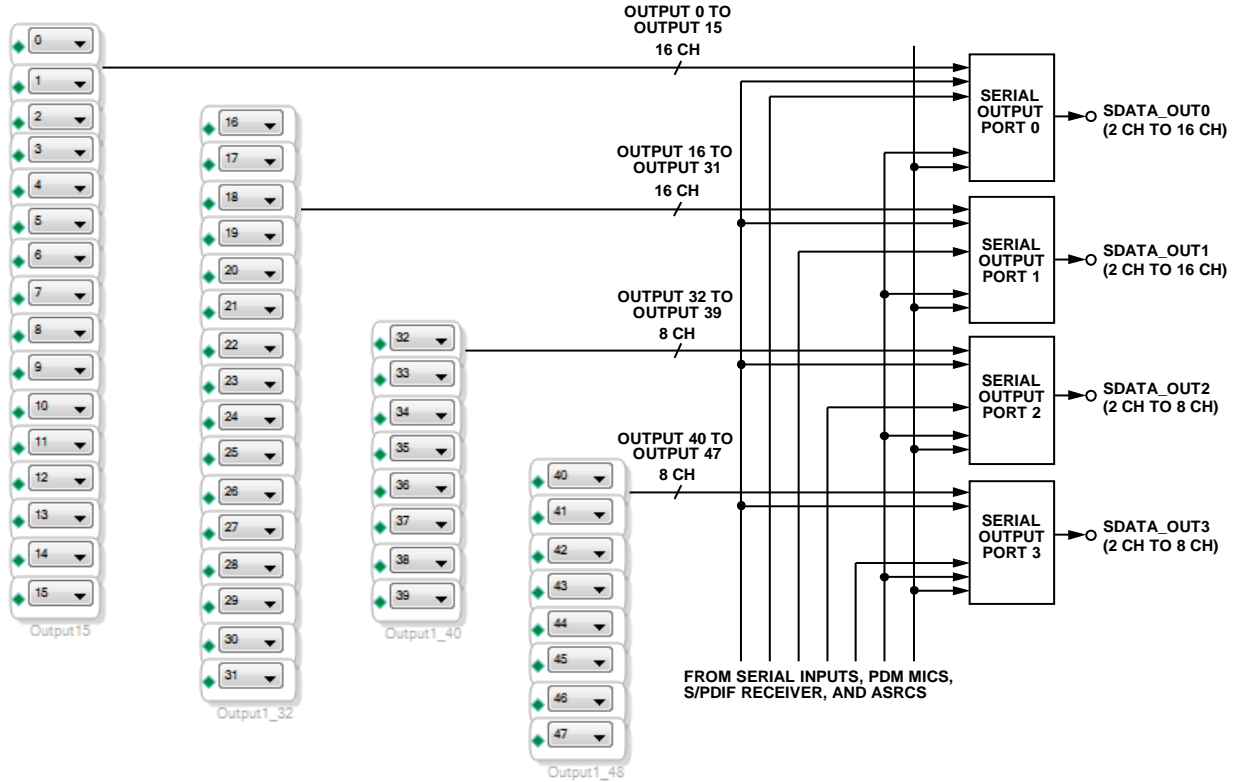 0
1
2
3
4
5
6
7
8
9
10
11
12
13
14
15
Output15
16
17
18
19
20
21
22
23
24
25
26
27
28
29
30
31
Output1_32
32
33
34
35
36
37
38
39
Output1_40
40
41
42
43
44
45
46
47
Output1_48
OUTPUT 0 TO
OUTPUT 15
16 CH
OUTPUT 16 TO
OUTPUT 31
16 CH
OUTPUT 32 TO
OUTPUT 39
8 CH
OUTPUT 40 TO
OUTPUT 47
8 CH
SERIAL
OUTPUT
PORT 0
SDATA_OUT0
(2 CH TO 16 CH)
SERIAL
OUTPUT
PORT 1
SDATA_OUT1
(2 CH TO 16 CH)
SERIAL
OUTPUT
PORT 2
SDATA_OUT2
(2 CH TO 8 CH)
SERIAL
OUTPUT
PORT 3
SDATA_OUT3
(2 CH TO 8 CH)
FROM SERIAL INPUTS, PDM MICS,
S/PDIF RECEIVER, AND ASRCS